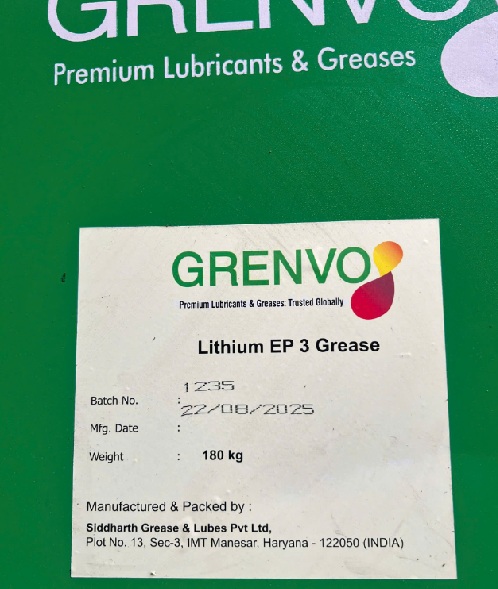 GRENVO
Premium Lubricants & Greases
GRENVO
Premium Lubricants & Greases. Trusted Globally
Lithium EP 3 Grease
1235
Batch No. :
22/08/2025
Mfg. Date :
Weight : 180 kg
Manufactured & Packed by :
Siddharth Grease & Lubes Pvt Ltd,
Plot No. 13, Sec-3, IMT Manesar, Haryana - 122050 (INDIA)